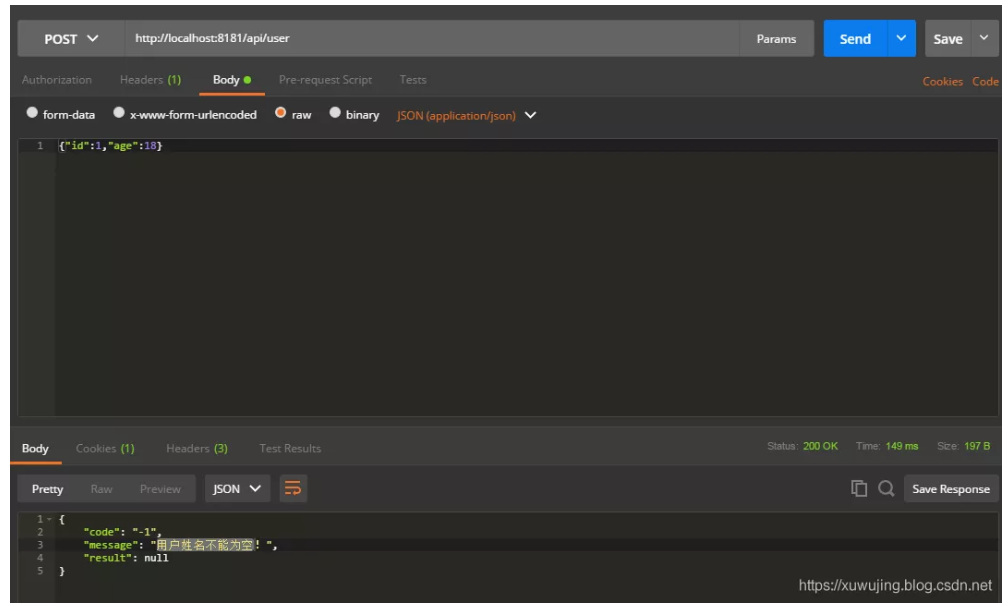 POST http://localhost:8181/api/user Params Send Save
Authorization Headers (1) Body Pre-request Script Tests Cookies Code
form-data x-www-form-urlencoded raw binary JSON (application/json)
1 {"id":1,"age":18}
Body Cookies (1) Headers (3) Test Results Status: 200 OK Time: 149 ms Size: 197 B
Pretty Raw Preview JSON Save Response
1 {
2 "code": "-1",
3 "message": "用户姓名不能为空! ",
4 "result": null
5 }
https://xuwujing.blog.csdn.net